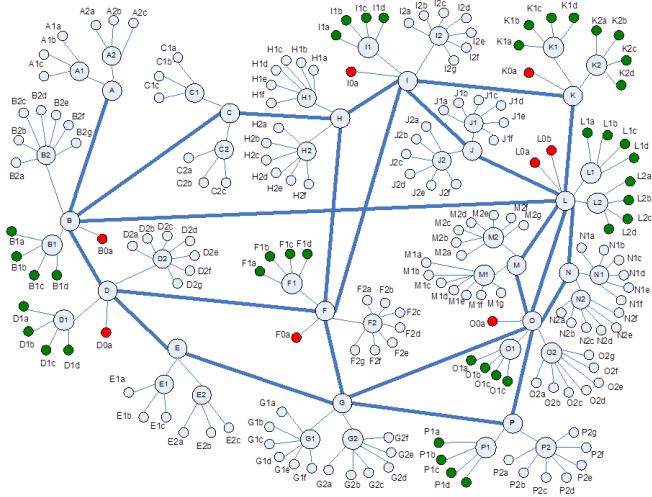 A2a
A2b
A2c
A1a
A1b
A1c
A1
A2
A
B2a
B2b
B2c
B2d
B2e
B2f
B2g
B2
B
B1
B1a
B1b
B1c
B1d
B0a
C1a
C1b
C1c
C1
C
C2
C2a
C2b
C2c
D
D0a
D1
D1a
D1b
D1c
D1d
D2
D2a
D2b
D2c
D2d
D2e
D2f
D2g
E
E1
E1a
E1b
E1c
E2
E2a
E2b
E2c
F
F0a
F1
F1a
F1b
F1c
F1d
F2
F2a
F2b
F2c
F2d
F2e
F2f
F2g
G
G1
G1a
G1b
G1c
G1d
G1e
G1f
G2
G2a
G2b
G2c
G2d
G2e
G2f
H
H1
H1a
H1b
H1c
H1d
H1e
H1f
H2
H2a
H2b
H2c
H2d
H2e
H2f
I
I0a
I1
I1a
I1b
I1c
I1d
I2
I2a
I2b
I2c
I2d
I2e
I2f
I2g
J
J1
J1a
J1b
J1c
J1d
J1e
J1f
J2
J2a
J2b
J2c
J2d
J2e
J2f
K
K0a
K1
K1a
K1b
K1c
K1d
K2
K2a
K2b
K2c
K2d
L
L0a
L0b
L1
L1a
L1b
L1c
L1d
L2
L2a
L2b
L2c
L2d
M
M1
M1a
M1b
M1c
M1d
M1e
M1f
M1g
M2
M2a
M2b
M2c
M2d
M2e
M2f
M2g
N
N1
N1a
N1b
N1c
N1d
N1e
N1f
N2
N2a
N2b
N2c
N2d
N2e
N2f
O
O0a
O1
O1a
O1b
O1c
O1d
O2
O2a
O2b
O2c
O2d
O2e
O2f
O2g
P
P1
P1a
P1b
P1c
P1d
P2
P2a
P2b
P2c
P2d
P2e
P2f
P2g